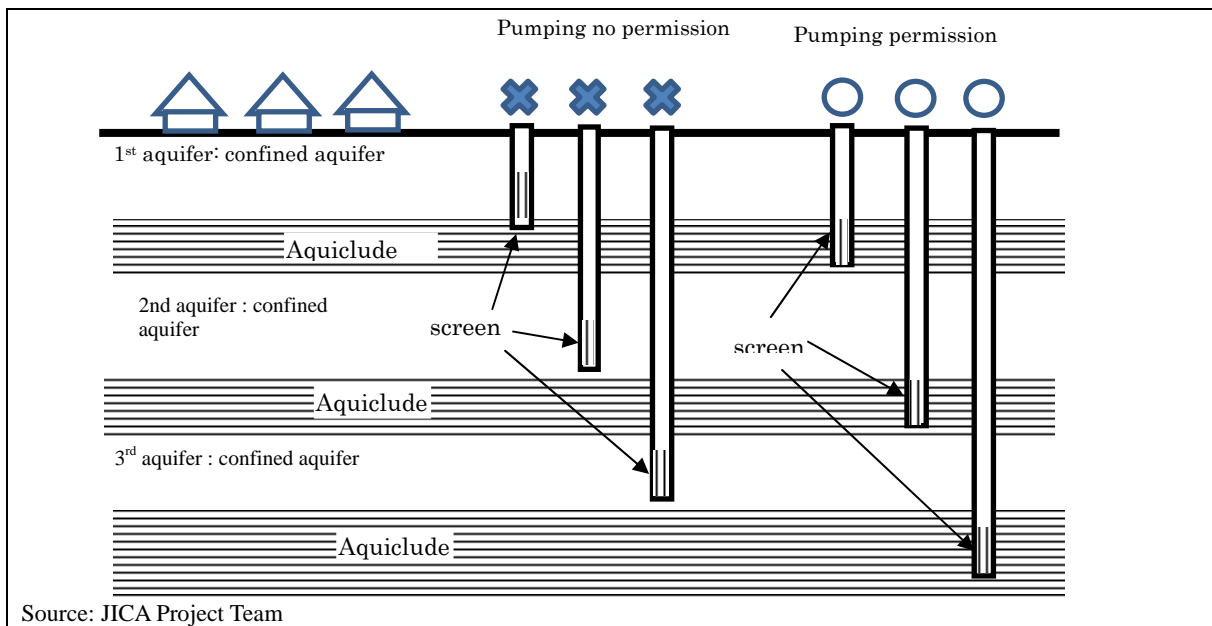 Pumping no permission
Pumping permission
1st aquifer: confined aquifer
Aquiclude
2nd aquifer : confined
aquifer
screen
screen
Aquiclude
3rd aquifer : confined aquifer
Aquiclude
Source: JICA Project Team